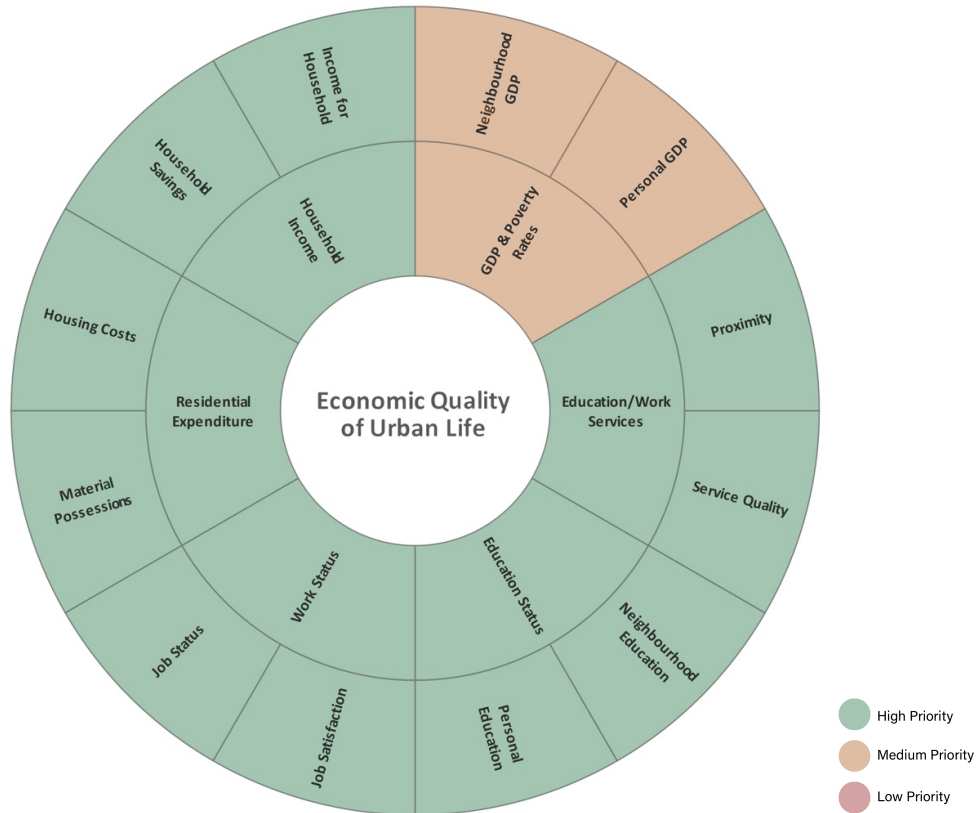 Economic Quality
of Urban Life
GDP & Poverty
Rates
Neighbourhood
GDP
Personal GDP
Education/Work
Services
Proximity
Service Quality
Education Status
Neighbourhood
Education
Personal
Education
Work Status
Job Satisfaction
Job Status
Residential
Expenditure
Material
Possessions
Housing Costs
Household
Income
Household
Savings
Income for
Household
High Priority
Medium Priority
Low Priority